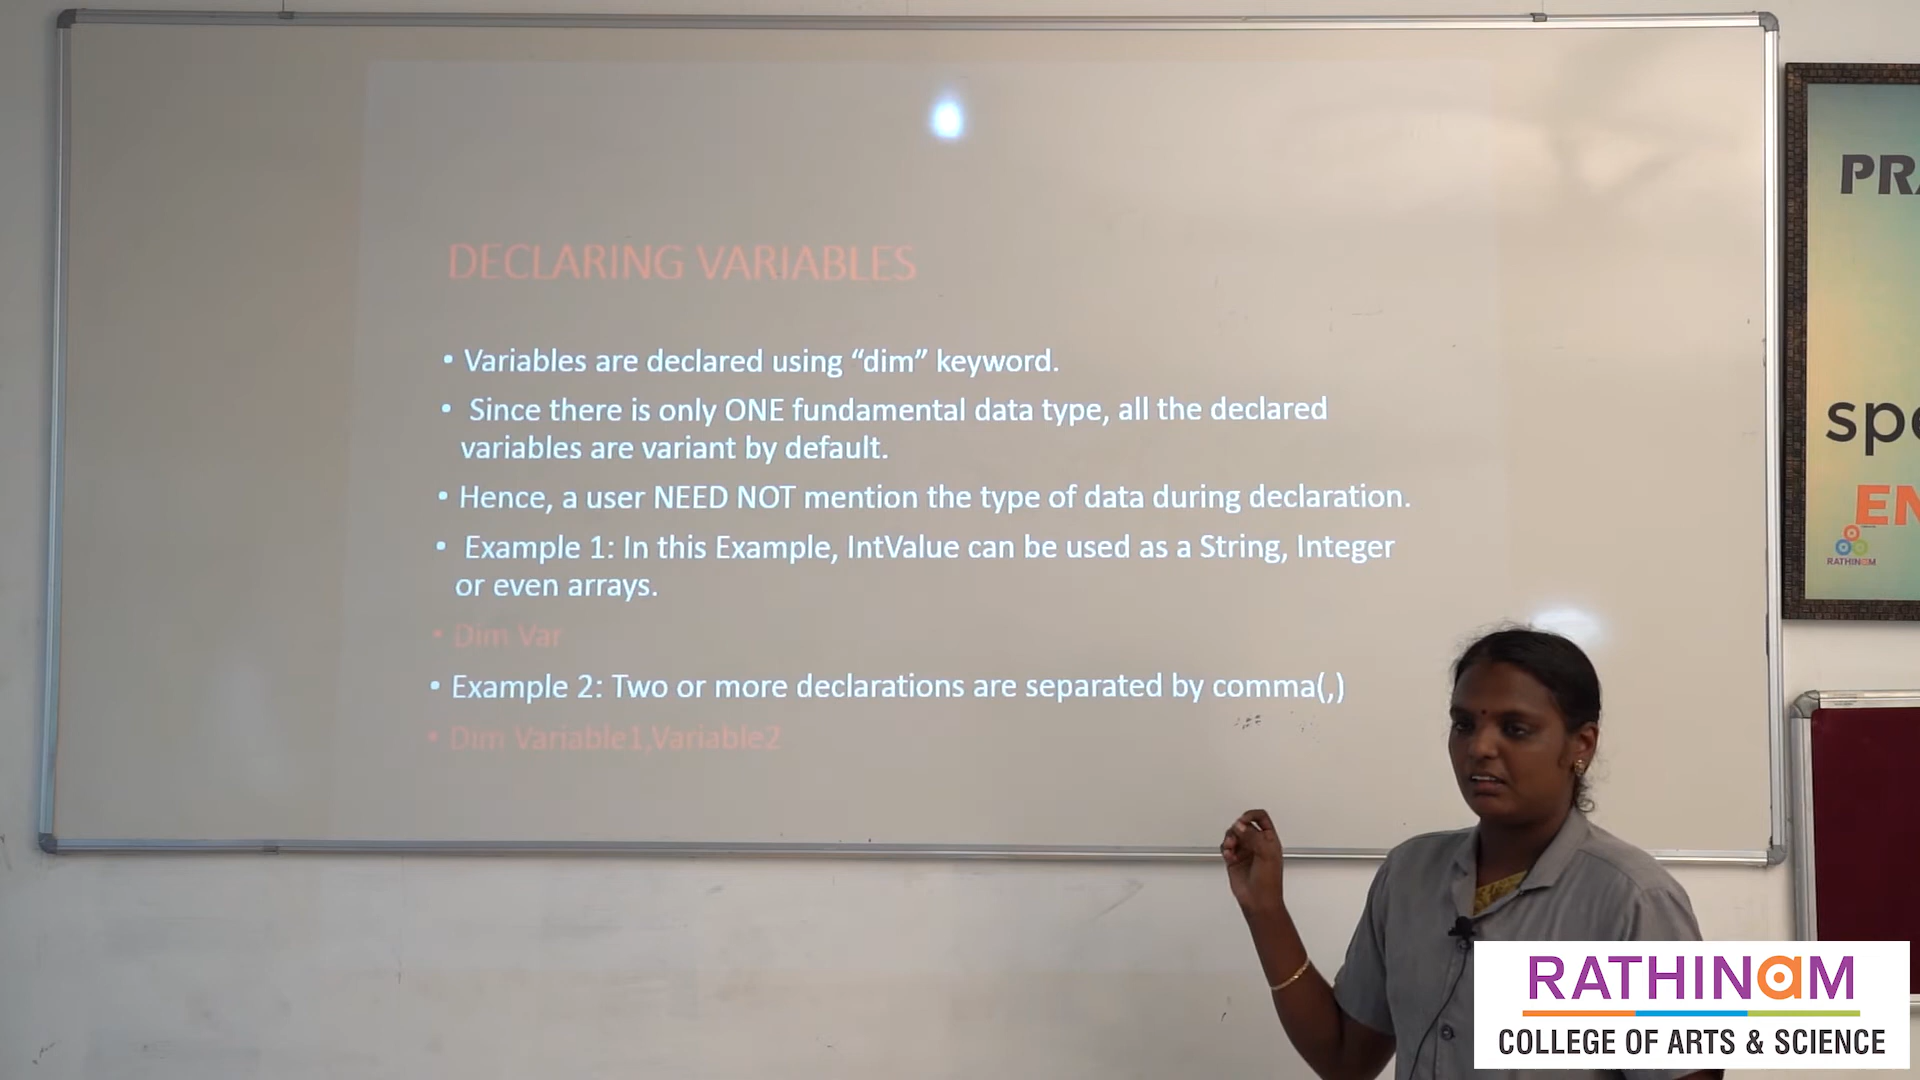 DECLARING VARIABLES
• Variables are declared using “dim” keyword.
• Since there is only ONE fundamental data type, all the declared
variables are variant by default.
• Hence, a user NEED NOT mention the type of data during declaration.
• Example 1: In this Example, IntValue can be used as a String, Integer
or even arrays.
• Dim Var
• Example 2: Two or more declarations are separated by comma(,)
• Dim Variable1,Variable2
PRA
spe
EN
RATHINAM
RATHINAM
COLLEGE OF ARTS & SCIENCE